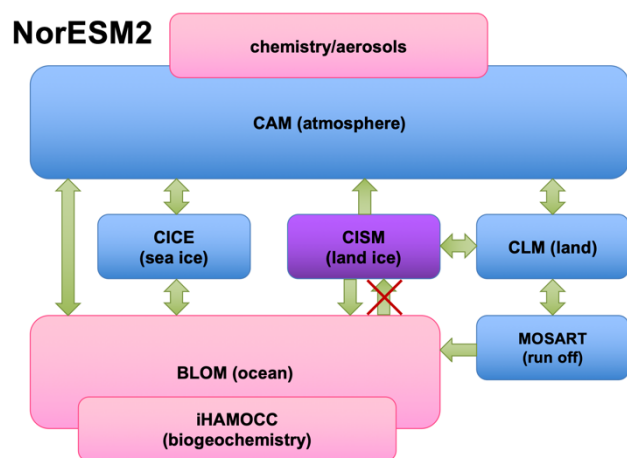 NorESM2
chemistry/aerosols
CAM (atmosphere)
CICE
(sea ice)
CISM
(land ice)
CLM (land)
MOSART
(run off)
BLOM (ocean)
iHAMOCC
(biogeochemistry)